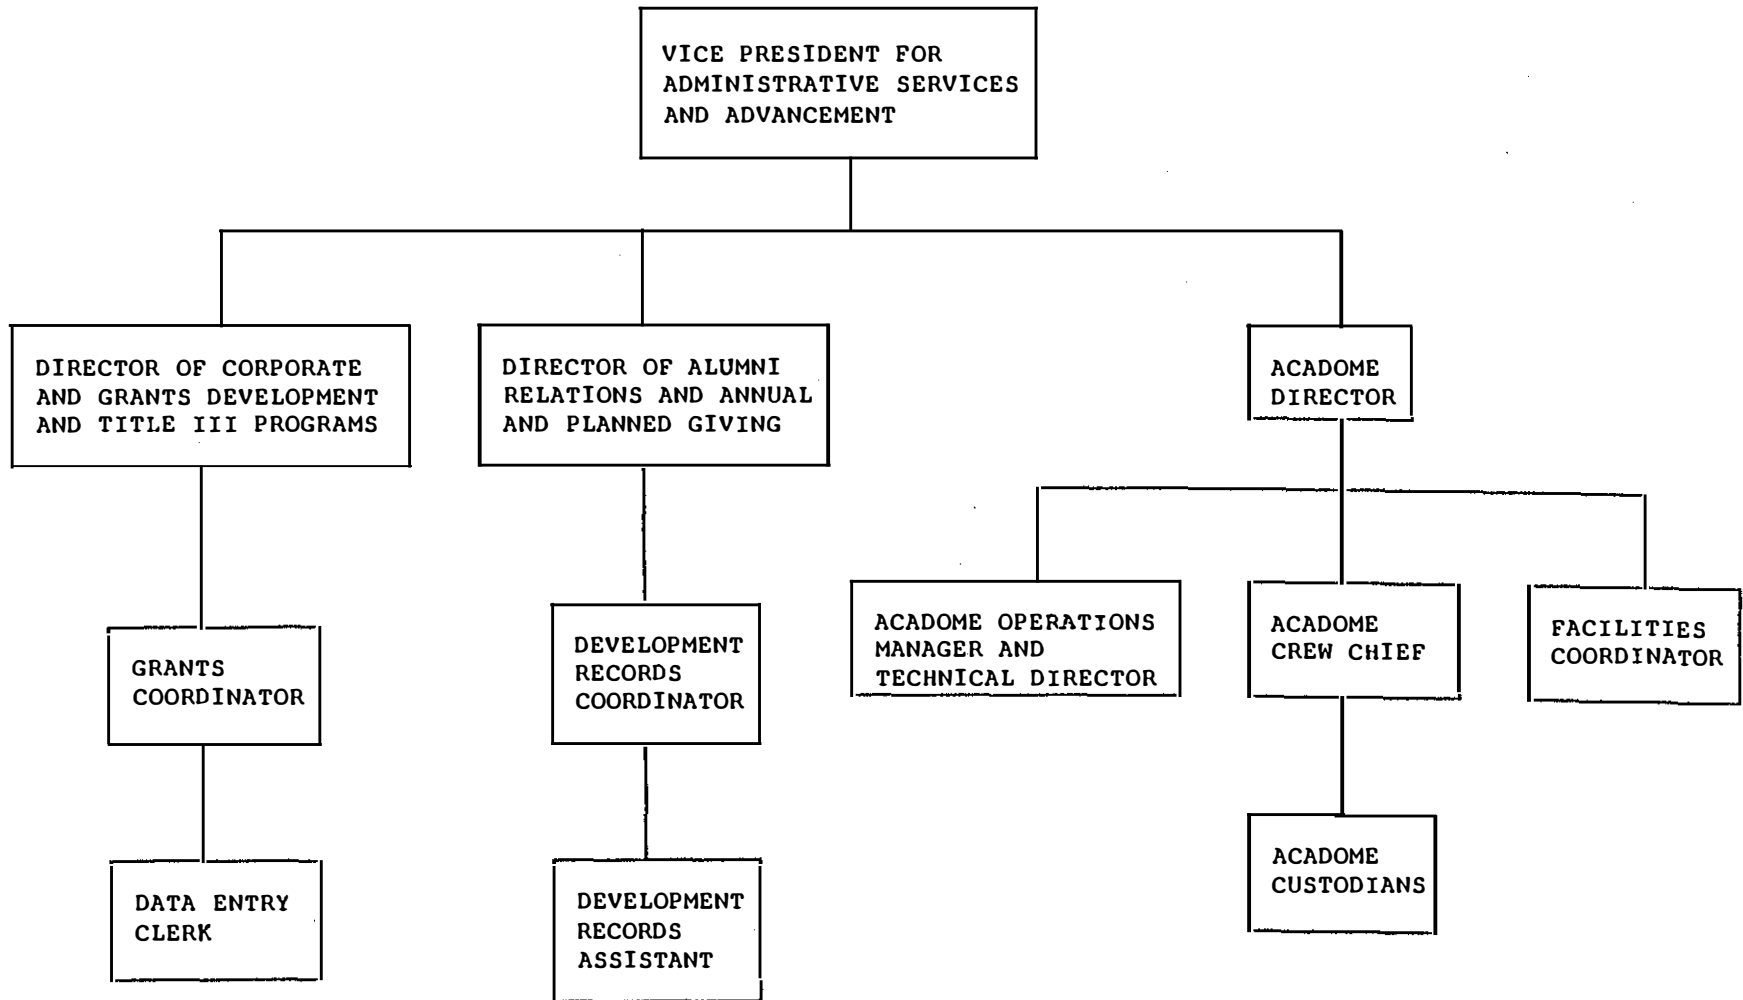 VICE PRESIDENT FOR
ADMINISTRATIVE SERVICES
AND ADVANCEMENT
DIRECTOR OF CORPORATE
AND GRANTS DEVELOPMENT
AND TITLE III PROGRAMS
DIRECTOR OF ALUMNI
RELATIONS AND ANNUAL
AND PLANNED GIVING
ACADOME
DIRECTOR
GRANTS
COORDINATOR
DEVELOPMENT
RECORDS
COORDINATOR
ACADOME OPERATIONS
MANAGER AND
TECHNICAL DIRECTOR
ACADOME
CREW CHIEF
FACILITIES
COORDINATOR
DATA ENTRY
CLERK
DEVELOPMENT
RECORDS
ASSISTANT
ACADOME
CUSTODIANS